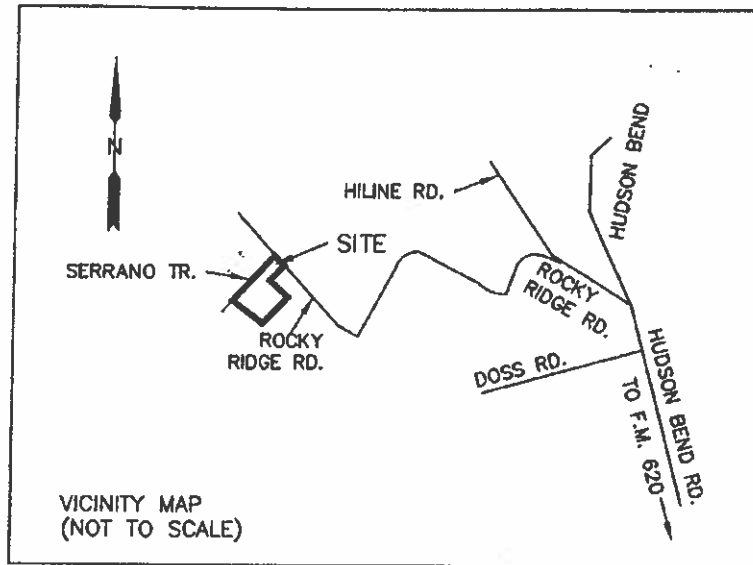 N
HUDSON BEND
HILINE RD.
SITE
SERRANO TR.
ROCKY
RIDGE RD.
ROCKY
RIDGE RD.
DOSS RD.
HUDSON BEND RD.
TO F.M. 620
VICINITY MAP
(NOT TO SCALE)